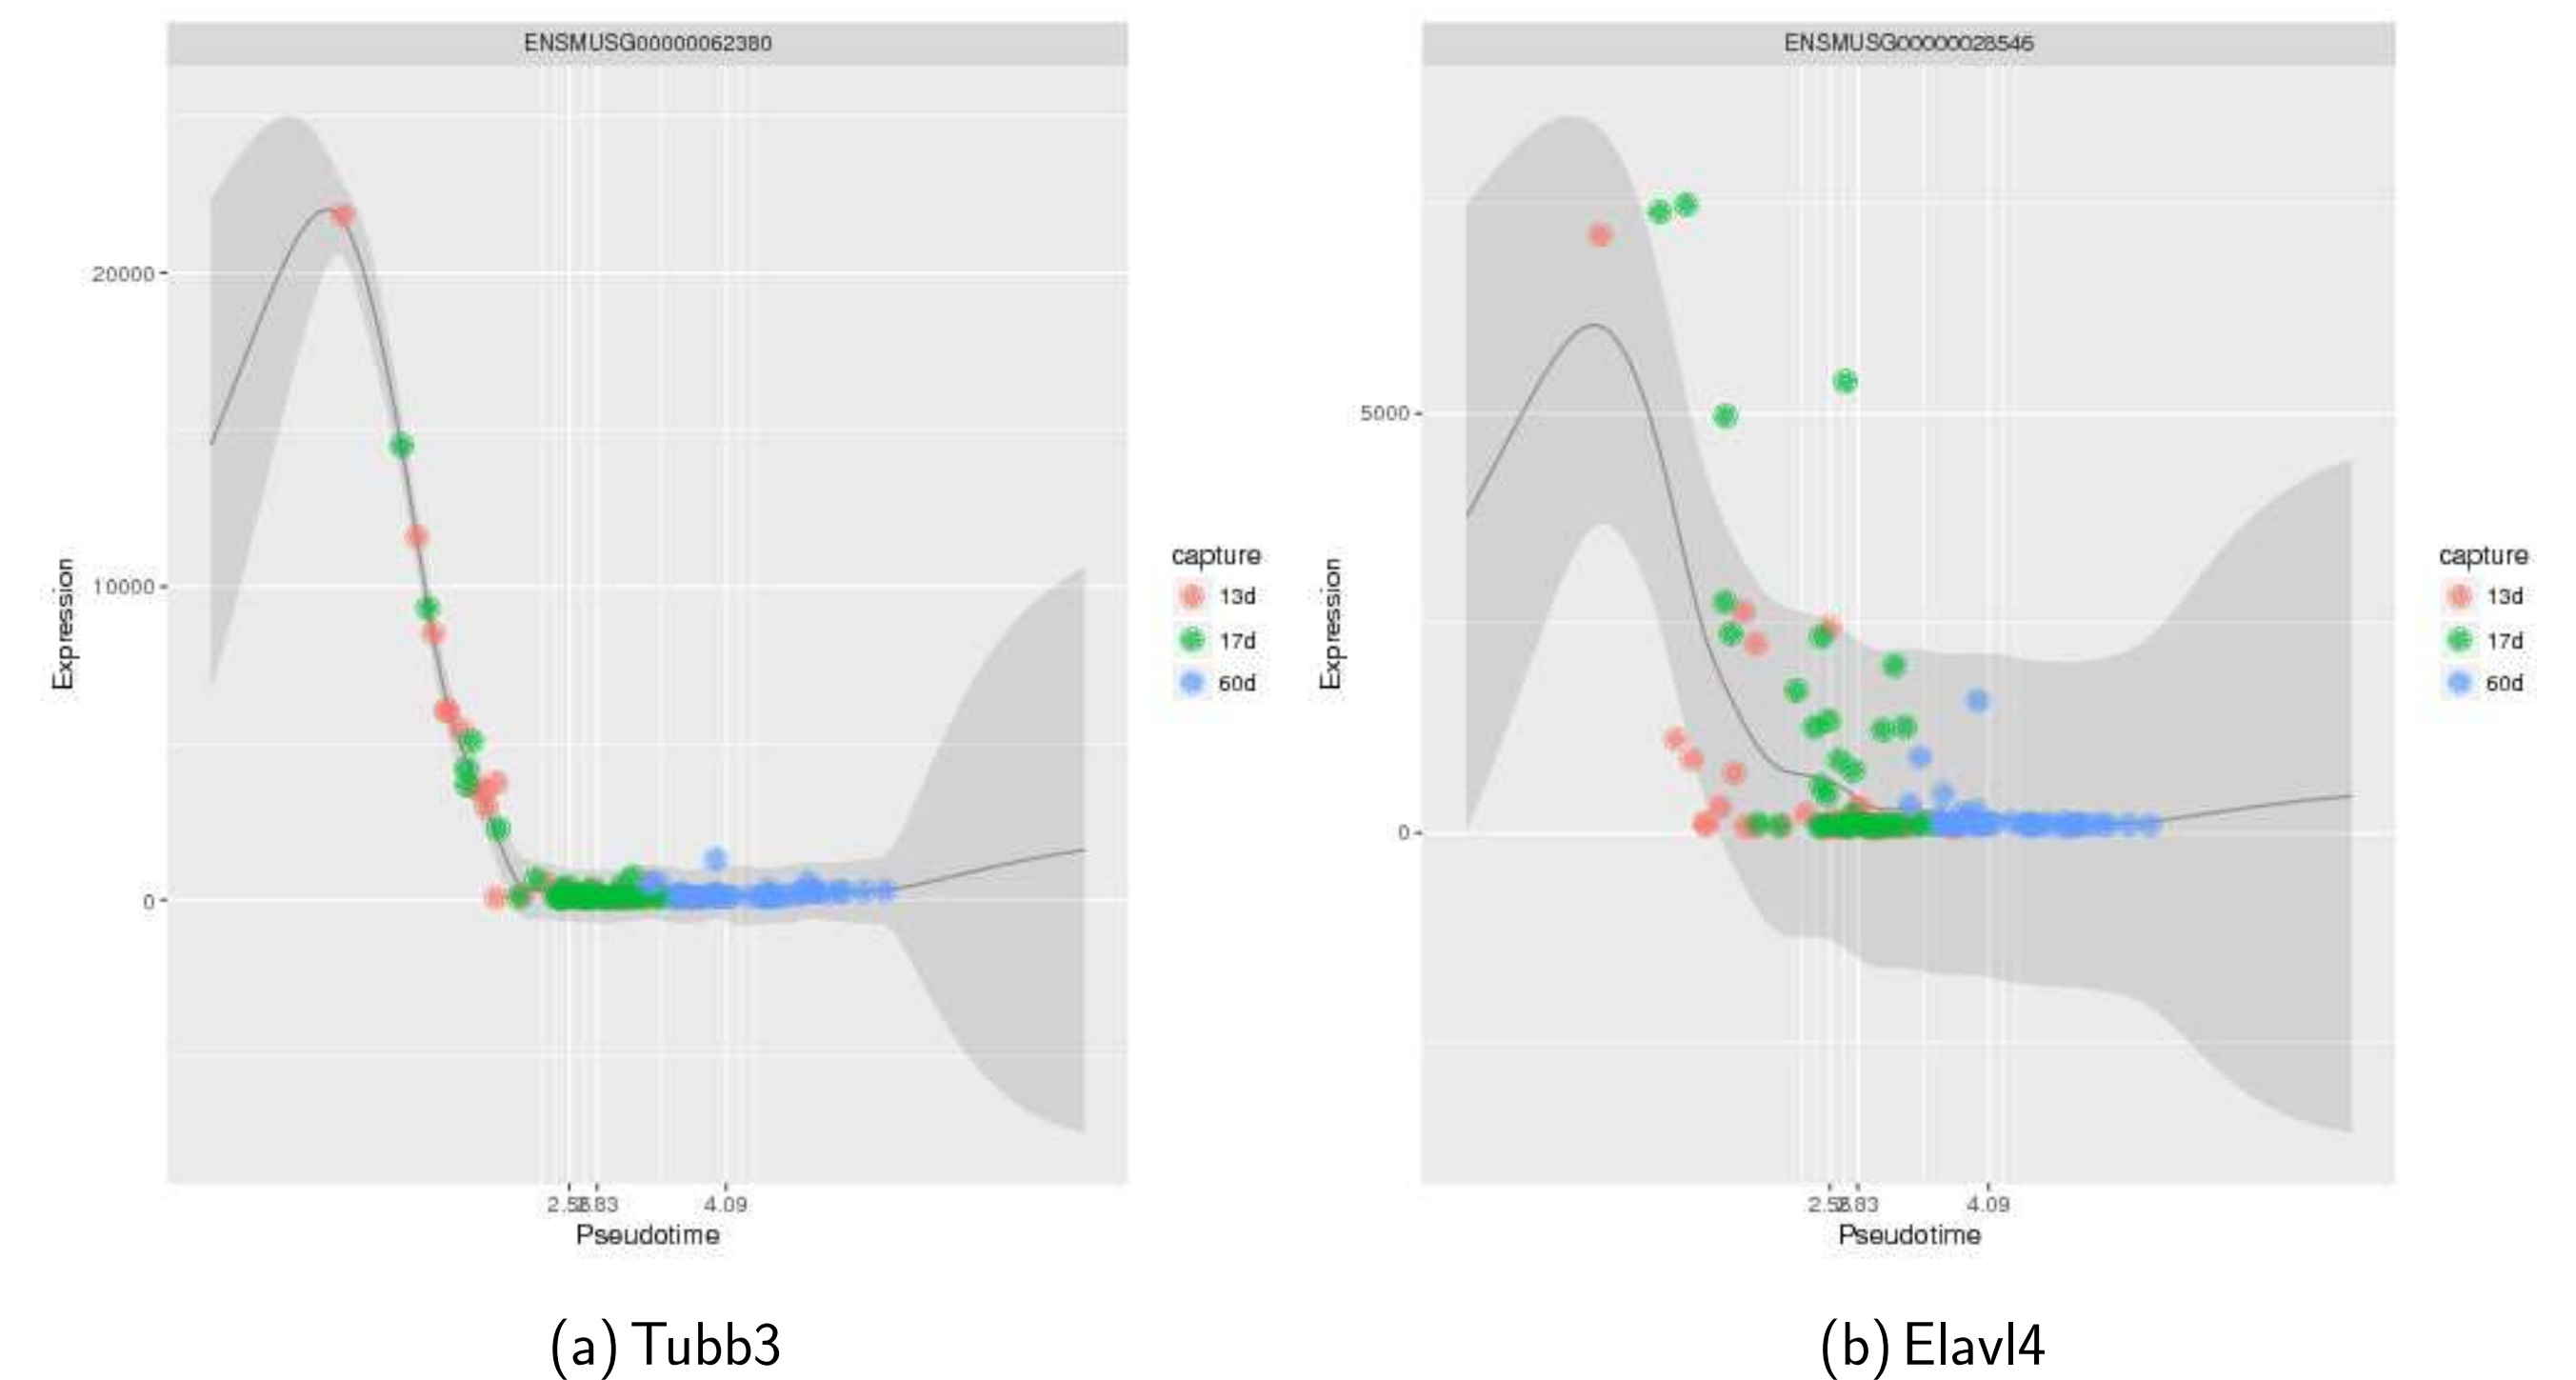 ENSMUSG00000062380
20000
10000
0
Expression
2.83
4.09
Pseudotime
capture
13d
17d
60d
(a) Tubb3
ENSMUSG00000028546
5000
0
Expression
2.83
4.09
Pseudotime
capture
13d
17d
60d
(b) Elavl4